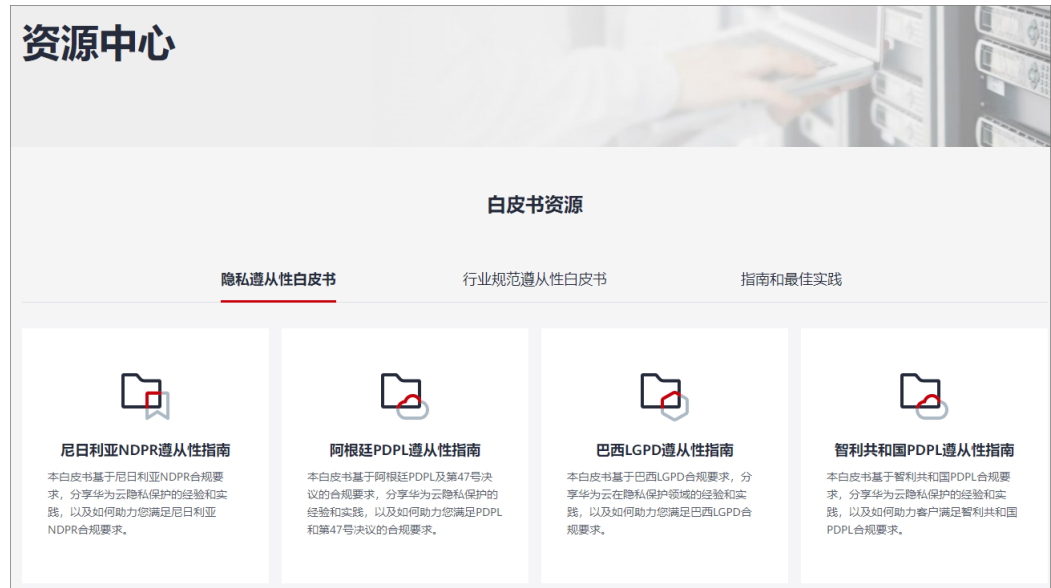 资源中心
白皮书资源
隐私遵从性白皮书
行业规范遵从性白皮书
指南和最佳实践
尼日利亚NDPR遵从性指南
本白皮书基于尼日利亚NDPR合规要
求，分享华为云隐私保护的经验和实
践，以及如何助力您满足尼日利亚
NDPR合规要求。
阿根廷PDPL遵从性指南
本白皮书基于阿根廷PDPL及第47号决
议的合规要求，分享华为云隐私保护的
经验和实践，以及如何助力您满足PDPL
和第47号决议的合规要求。
巴西LGPD遵从性指南
本白皮书基于巴西LGPD合规要求，分
享华为云在隐私保护领域的经验和实
践，以及如何助力您满足巴西LGPD合
规要求。
智利共和国PDPL遵从性指南
本白皮书基于智利共和国PDPL合规要
求，分享华为云隐私保护的经验和实
践，以及如何助力客户满足智利共和国
PDPL合规要求。